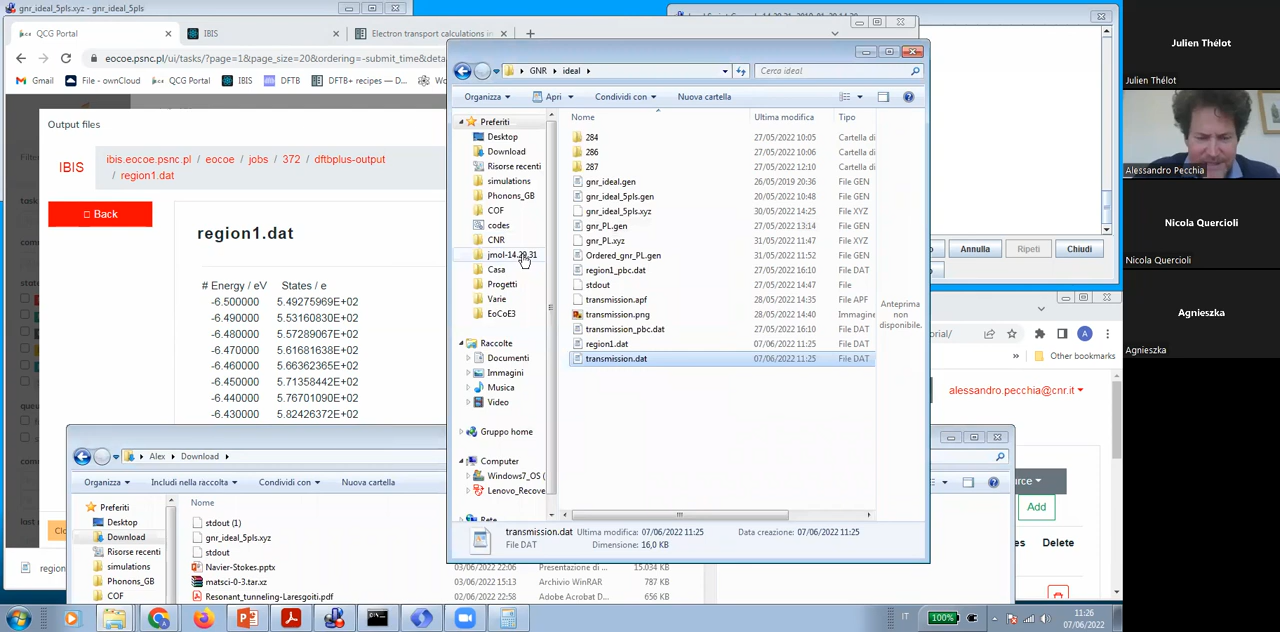 gnr_ideal_5pls.xyz - gnr_ideal_5pls
QCG Portal
IBIS
Electron transport calculations in
eocoe.psnc.pl/ui/tasks?page=1&page_size=20&ordering=-submit_time&deta
Gmail
File - ownCloud
QCG Portal
IBIS
DFTB
DFTB+ recipes — D...
Output files
IBIS
ibis.eocoe.psnc.pl / eocoe / jobs / 372 / dftbplus-output
/ region1.dat
Back
region1.dat
# Energy / eV States / e
-6.500000 5.49275969E+02
-6.490000 5.53160830E+02
-6.480000 5.57289067E+02
-6.470000 5.61681638E+02
-6.460000 5.66362365E+02
-6.450000 5.71358442E+02
-6.440000 5.76701090E+02
-6.430000 5.82426372E+02
GNR
ideal
Cerca ideal
Organizza
Apri
Condividi con
Nuova cartella
Preferiti
Desktop
Download
Risorse recenti
simulations
Phonons_GB
COF
codes
CNR
jmol-14.29.31
Casa
Progetti
Varie
EoCoE3
Raccolte
Documenti
Immagini
Musica
Video
Gruppo home
Computer
Windows7_OS (
Lenovo_Recove
Rete
Nome Ultima modifica Tipo
284 27/05/2022 10:05 Cartella di
286 27/05/2022 10:06 Cartella di
287 27/05/2022 12:10 Cartella di
gnr_ideal.gen 26/05/2019 20:36 File GEN
gnr_ideal_5pls.gen 20/05/2022 10:48 File GEN
gnr_ideal_5pls.xyz 30/05/2022 14:25 File XYZ
gnr_PL.gen 27/05/2022 13:14 File GEN
gnr_PL.xyz 31/05/2022 11:47 File XYZ
Ordered_gnr_PL.gen 31/05/2022 11:52 File GEN
region1_pbc.dat 27/05/2022 16:10 File DAT
stdout 27/05/2022 14:47 File
transmission.apf 28/05/2022 14:35 File APF
transmission.png 28/05/2022 14:40 Immagine
transmission_pbc.dat 27/05/2022 16:10 File DAT
region1.dat 07/06/2022 11:25 File DAT
transmission.dat 07/06/2022 11:25 File DAT
Anteprima
non
disponibile.
transmission.dat Ultima modifica: 07/06/2022 11:25 Data creazione: 07/06/2022 11:25
File DAT Dimensione: 16,0 KB
Annulla
Ripeti
Chiudi
torial/
Other bookmarks
alessandro.pecchia@cnr.it
Add
Delete
Alex
Download
Organizza
Includi nella raccolta
Condividi con
Nuova cartella
Preferiti
Desktop
Download
Risorse recenti
simulations
Phonons_GB
COF
Nome
stdout (1)
gnr_ideal_5pls.xyz
stdout
Navier-Stokes.pptx 03/06/2022 22:06 Presentazione di 15.034 KB
matsci-0-3.tar.xz 03/06/2022 15:13 Archivio WinRAR 787 KB
Resonant_tunneling-Laresgoiti.pdf 02/06/2022 22:58 Adobe Acrobat D 658 KB
IT
100%
11:26
07/06/2022
Julien Thélot
Julien Thélot
Alessandro Pecchia
Nicola Quercioli
Nicola Quercioli
Agnieszka
Agnieszka